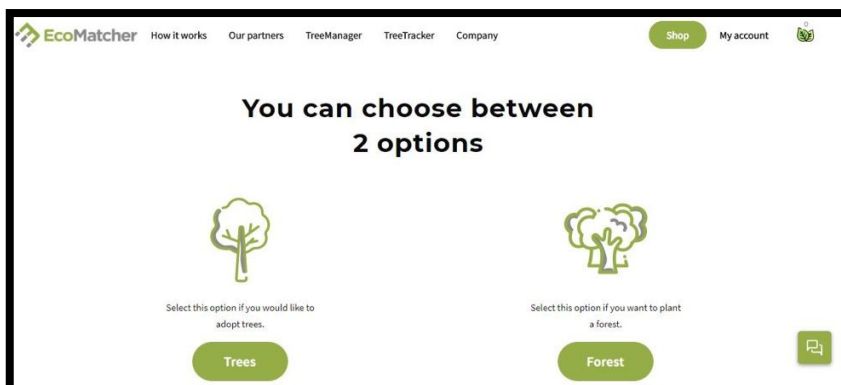 EcoMatcher How it works Our partners TreeManager TreeTracker Company Shop My account 0
You can choose between
2 options
Select this option if you would like to
adopt trees.
Trees
Select this option if you want to plant
a forest.
Forest